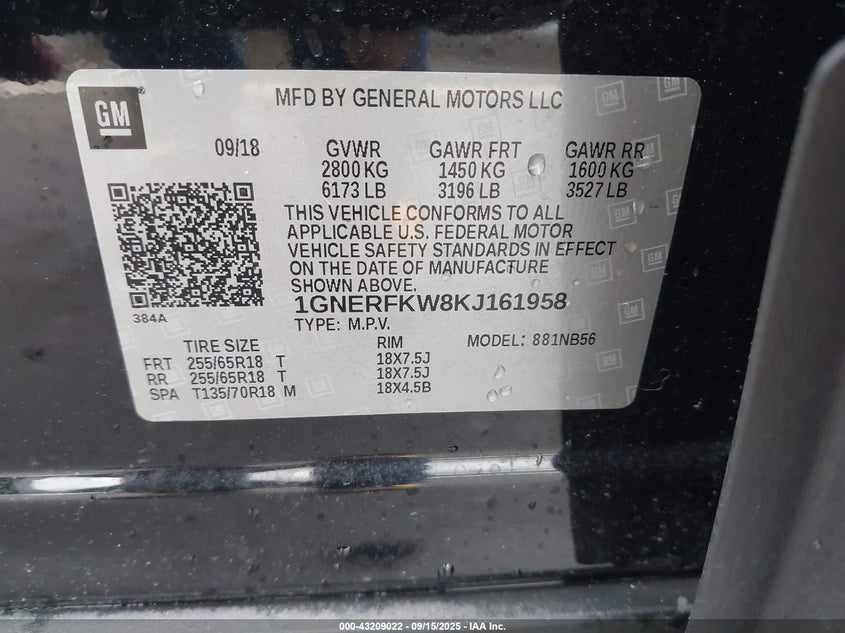 GM
MFD BY GENERAL MOTORS LLC
09/18 GVWR GAWR FRT GAWR RR
2800 KG 1450 KG 1600 KG
6173 LB 3196 LB 3527 LB
THIS VEHICLE CONFORMS TO ALL
APPLICABLE U.S. FEDERAL MOTOR
VEHICLE SAFETY STANDARDS IN EFFECT
ON THE DATE OF MANUFACTURE
SHOWN ABOVE.
384A
1GNERFKW8KJ161958
TYPE: M.P.V. MODEL: 881NB56
TIRE SIZE RIM
FRT 255/65R18 T 18X7.5J
RR 255/65R18 T 18X7.5J
SPA T135/70R18 M 18X4.5B
000-43209022 - 09/15/2025 - IAA Inc.